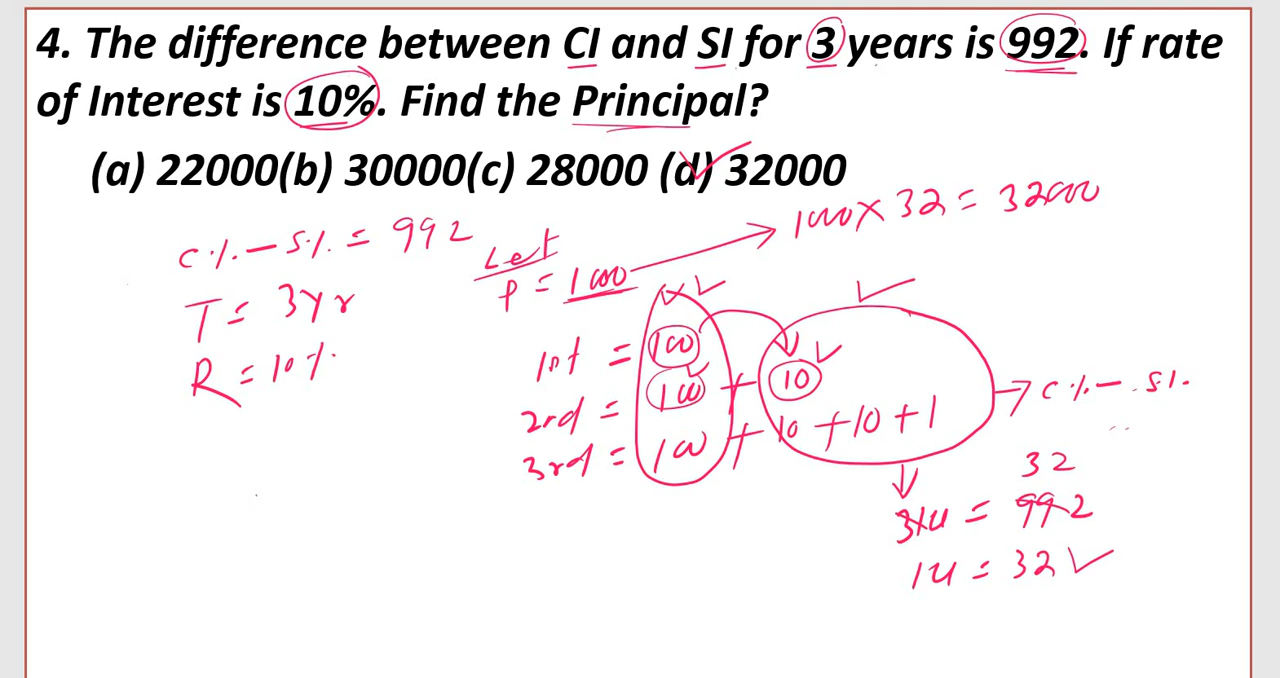 4. The difference between CI and SI for 3 years is 992. If rate
of Interest is 10%. Find the Principal?
(a) 22000(b) 30000(c) 28000 (d) 32000
1000 × 32 = 32000
C.I. - S.I. = 992
Let
P = 1000
T = 3yr
R = 10%
1st = 100
2nd = 100 + 10
3rd = 100 + 10 + 10 + 1
→ C.I. - S.I.
32
31u = 992
1u = 32